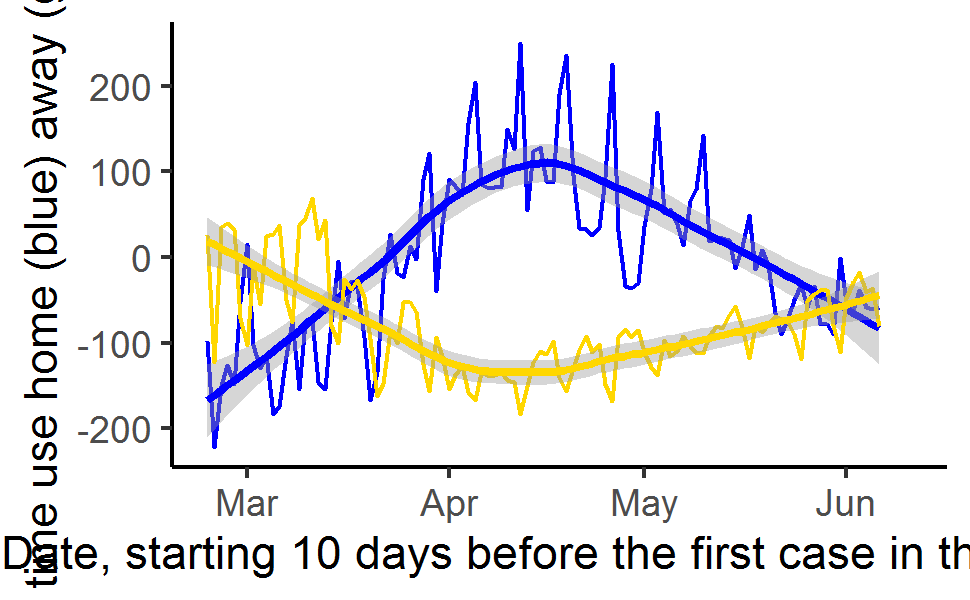 time use home (blue) away (
200
100
0
-100
-200
Mar Apr May Jun
Date, starting 10 days before the first case in th